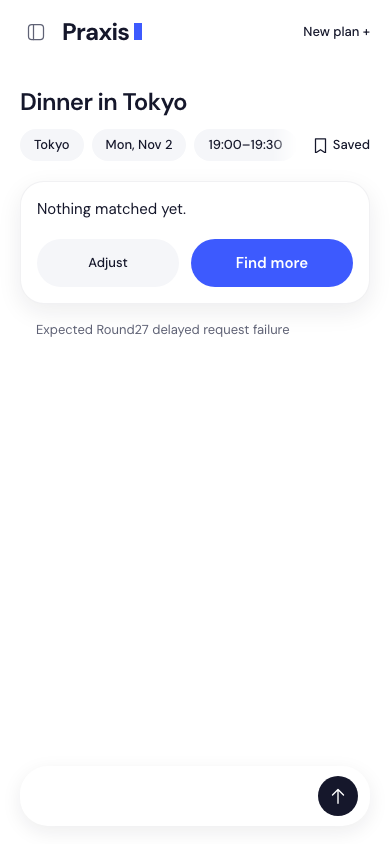 Praxis
New plan +
Dinner in Tokyo
Tokyo
Mon, Nov 2
19:00–19:30
Saved
Nothing matched yet.
Adjust
Find more
Expected Round27 delayed request failure